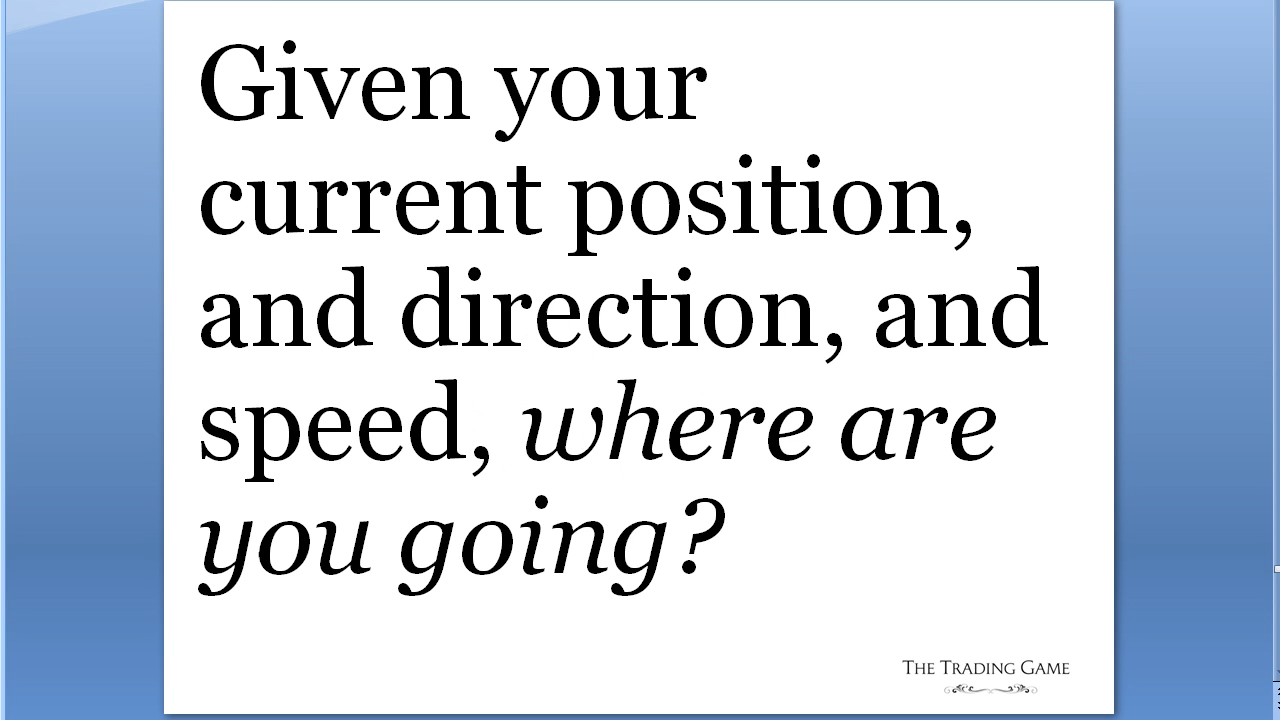 Given your
current position,
and direction, and
speed, where are
you going?
THE TRADING GAME